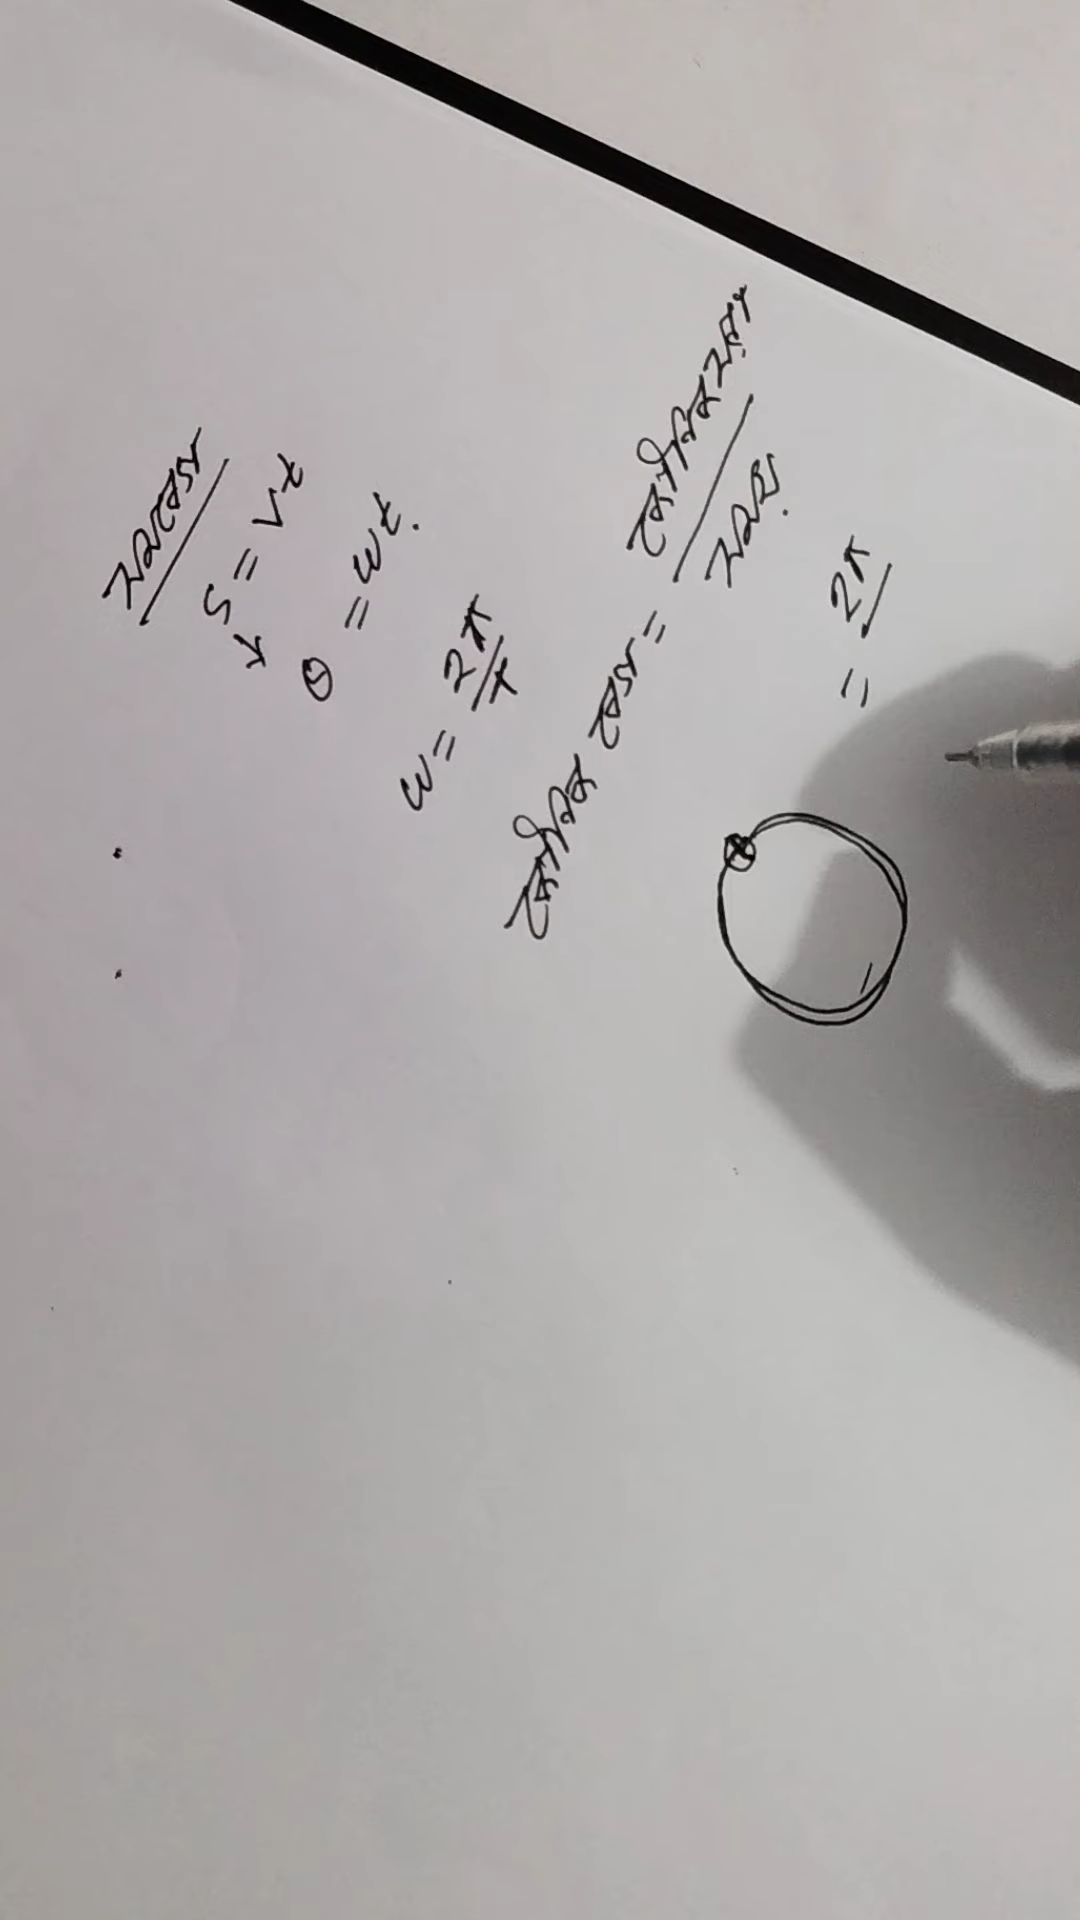 সমবেগ
* S = vt
θ = ωt.
ω = 2π/T
কৌণিক বেগ = কৌণিক সরণ / সময়
= 2π